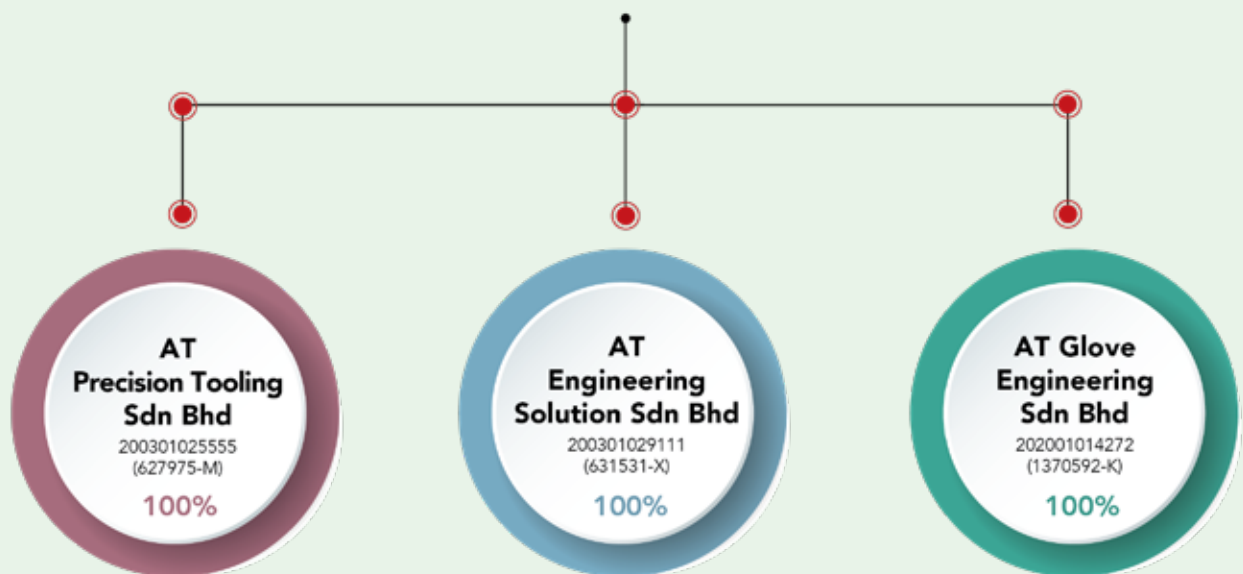 AT
Precision Tooling
Sdn Bhd
200301025555
(627975-M)
100%
AT
Engineering
Solution Sdn Bhd
200301029111
(631531-X)
100%
AT Glove
Engineering
Sdn Bhd
202001014272
(1370592-K)
100%